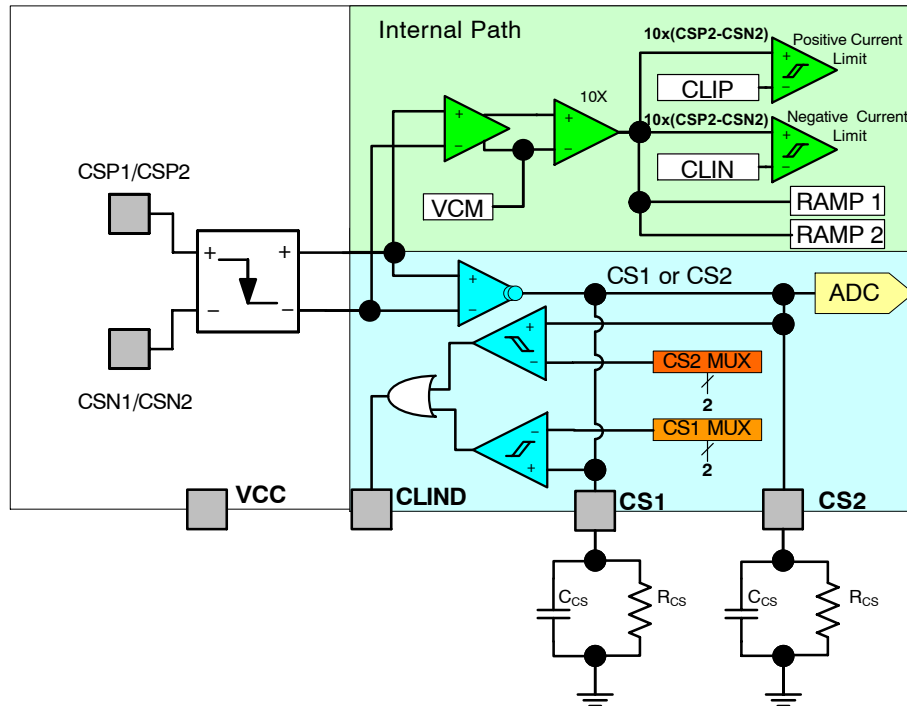 Internal Path
10x(CSP2-CSN2)
Positive Current
Limit
CLIP
10X
10x(CSP2-CSN2)
Negative Current
Limit
CLIN
VCM
RAMP 1
RAMP 2
CSP1/CSP2
CSN1/CSN2
+
−
+
−
+
−
+
−
+
−
+
−
+
−
CS1 or CS2
ADC
+
−
CS2 MUX
2
−
+
CS1 MUX
2
VCC
CLIND
CS1
CS2
CCS
RCS
CCS
RCS